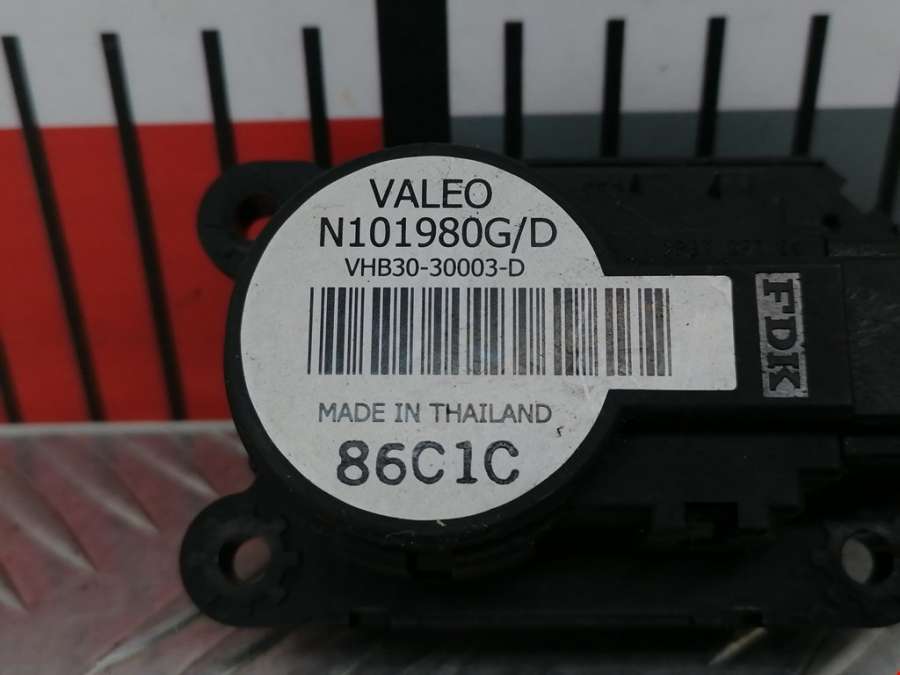 VALEO
N101980G/D
VHB30-30003-D
MADE IN THAILAND
86C1C
FDK